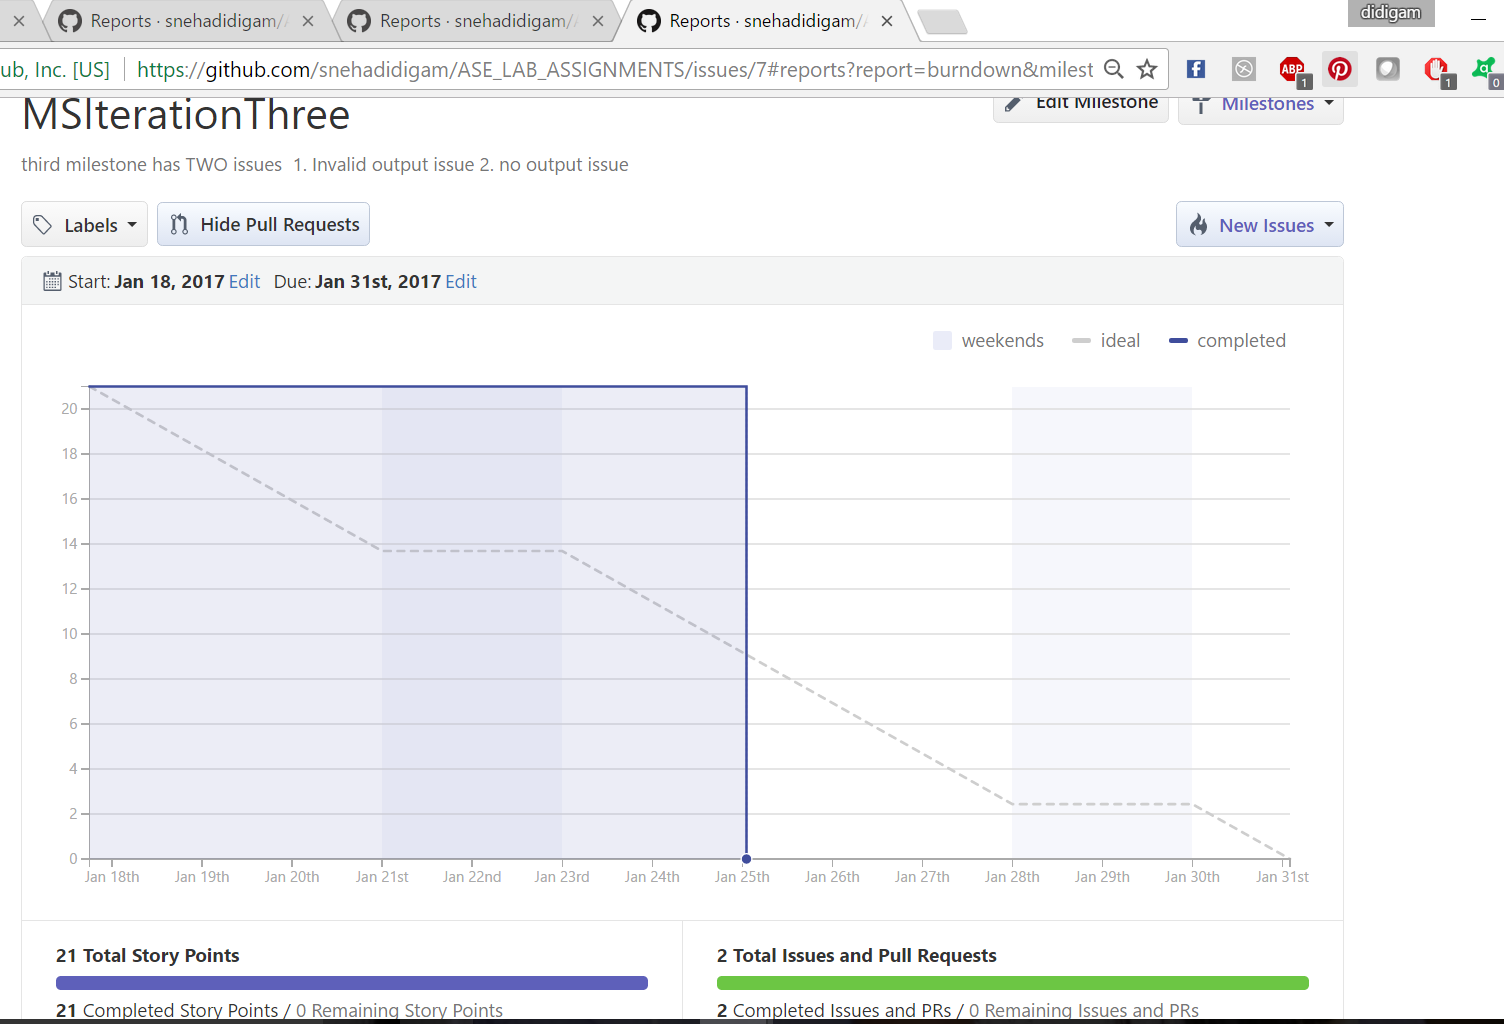 didigam
Reports · snehadidigam/
Reports · snehadidigam/
Reports · snehadidigam/
ub, Inc. [US] https://github.com/snehadidigam/ASE_LAB_ASSIGNMENTS/issues/7#reports?report=burndown&milest
ABP 1 1 0
MSIterationThree
Edit Milestone
Milestones
third milestone has TWO issues 1. Invalid output issue 2. no output issue
Labels
Hide Pull Requests
New Issues
Start: Jan 18, 2017 Edit Due: Jan 31st, 2017 Edit
weekends ideal completed
20
18
16
14
12
10
8
6
4
2
0
Jan 18th Jan 19th Jan 20th Jan 21st Jan 22nd Jan 23rd Jan 24th Jan 25th Jan 26th Jan 27th Jan 28th Jan 29th Jan 30th Jan 31st
21 Total Story Points
21 Completed Story Points / 0 Remaining Story Points
2 Total Issues and Pull Requests
2 Completed Issues and PRs / 0 Remaining Issues and PRs